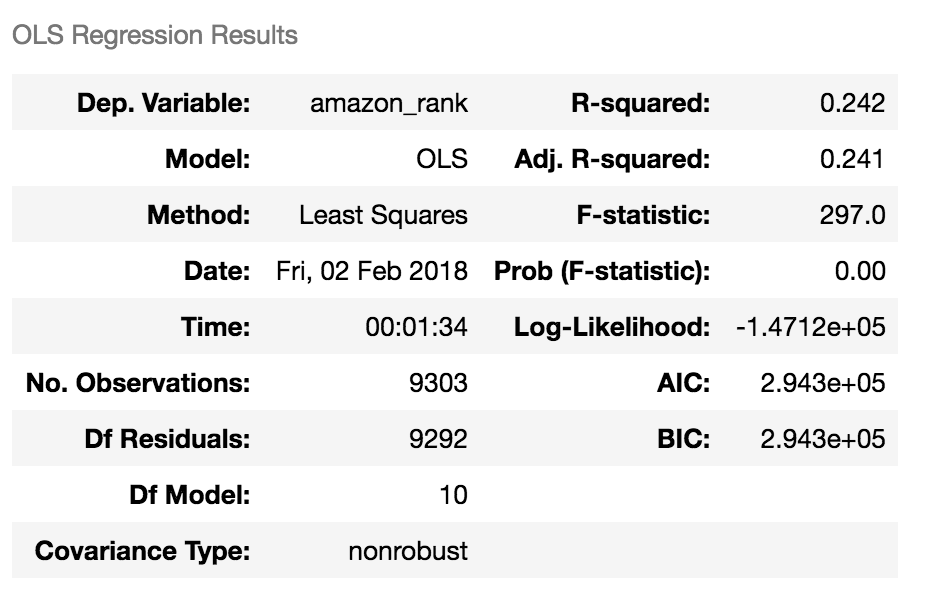 OLS Regression Results
Dep. Variable: amazon_rank R-squared: 0.242
Model: OLS Adj. R-squared: 0.241
Method: Least Squares F-statistic: 297.0
Date: Fri, 02 Feb 2018 Prob (F-statistic): 0.00
Time: 00:01:34 Log-Likelihood: -1.4712e+05
No. Observations: 9303 AIC: 2.943e+05
Df Residuals: 9292 BIC: 2.943e+05
Df Model: 10
Covariance Type: nonrobust